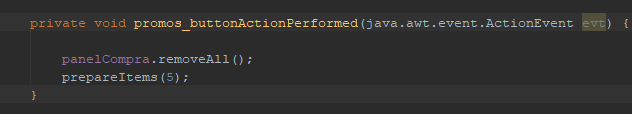 private void promos_buttonActionPerformed(java.awt.event.ActionEvent evt) {
panelCompra.removeAll();
prepareItems(5);
}